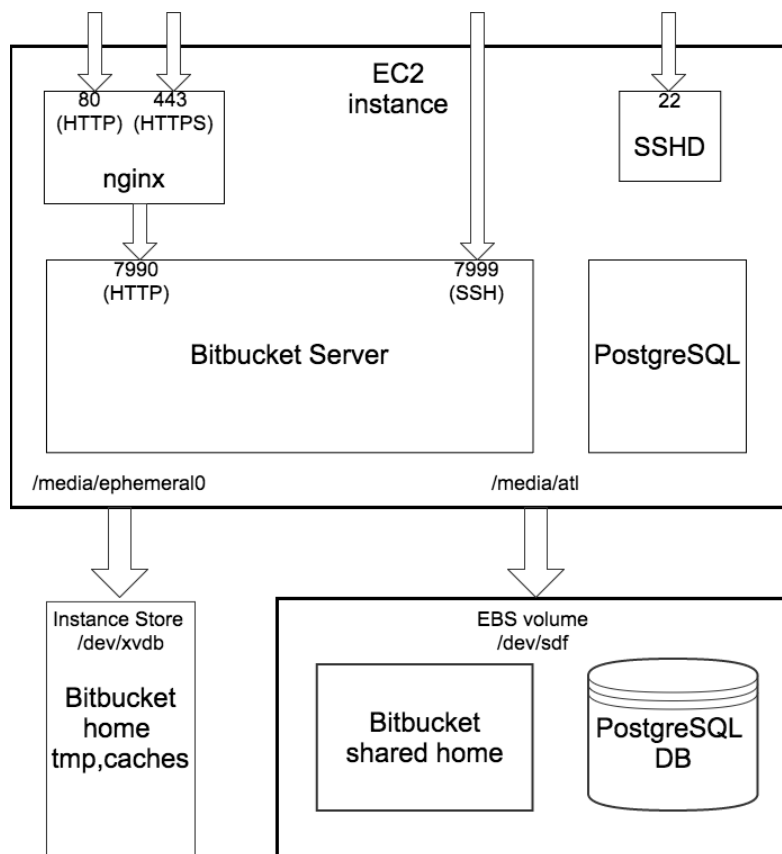 EC2
instance
80
(HTTP)
443
(HTTPS)
nginx
22
SSHD
7990
(HTTP)
7999
(SSH)
Bitbucket Server
PostgreSQL
/media/ephemeral0
/media/atl
Instance Store
/dev/xvdb
Bitbucket
home
tmp,caches
EBS volume
/dev/sdf
Bitbucket
shared home
PostgreSQL
DB